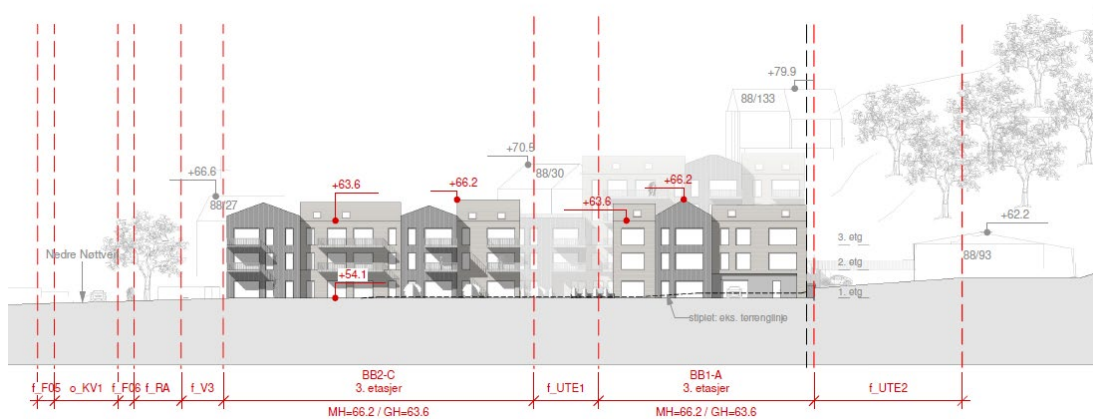 +79.9
88/133
+70.5
88/30
+66.6
88/27
+63.6
+66.2
+66.2
+63.6
+62.2
88/93
3. etg
2. etg
1. etg
+54.1
stiplet: eks. terrenglinje
f_F05
o_KV1
f_F06
f_RA
f_V3
BB2-C
3. etasjer
f_UTE1
BB1-A
3. etasjer
f_UTE2
MH=66.2 / GH=63.6
MH=66.2 / GH=63.6